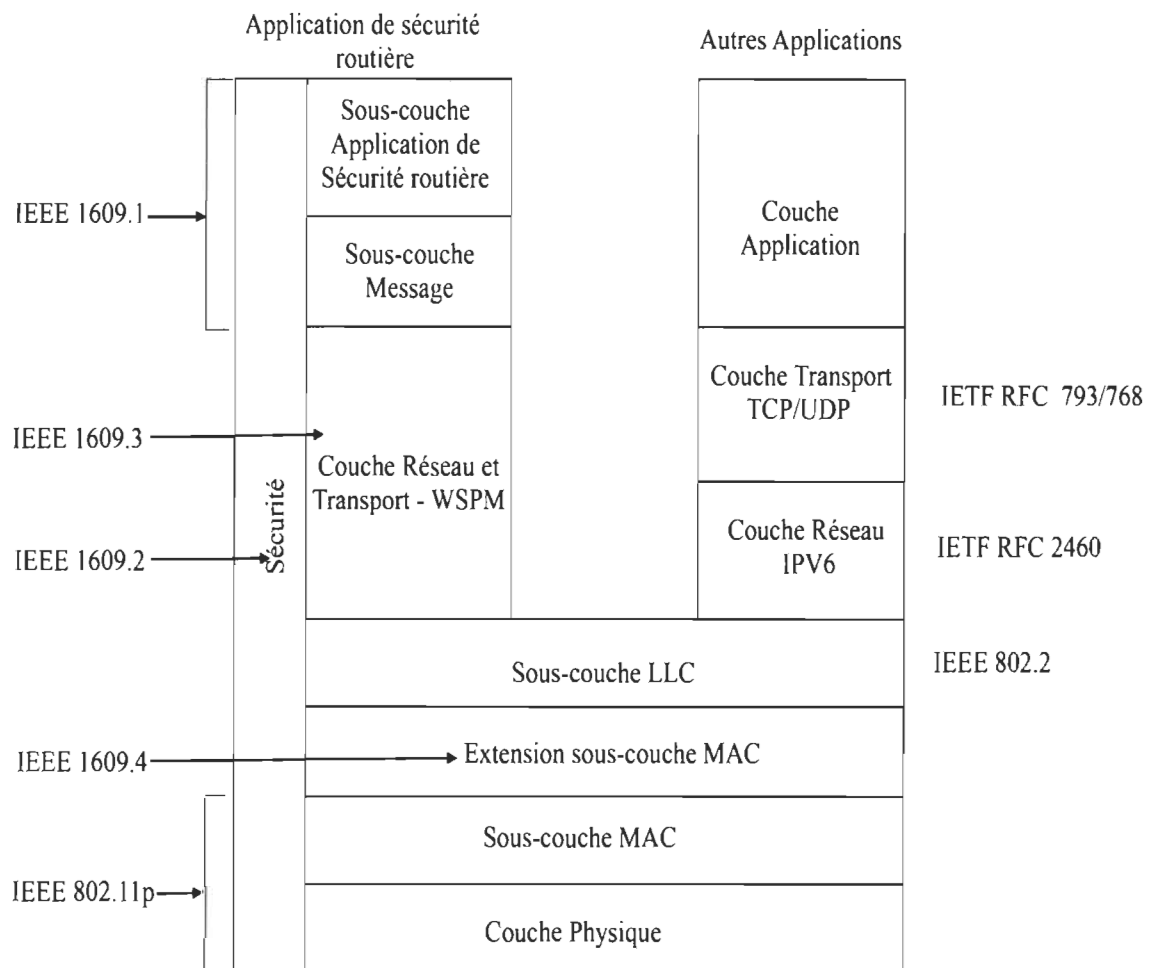 Application de sécurité
routière
Autres Applications
Sous-couche
Application de
Sécurité routière
IEEE 1609.1
Couche
Application
Sous-couche
Message
Couche Transport
TCP/UDP
IETF RFC 793/768
IEEE 1609.3
Couche Réseau et
Transport - WSPM
Sécurité
IEEE 1609.2
Couche Réseau
IPV6
IETF RFC 2460
Sous-couche LLC
IEEE 802.2
IEEE 1609.4
Extension sous-couche MAC
Sous-couche MAC
IEEE 802.11p
Couche Physique